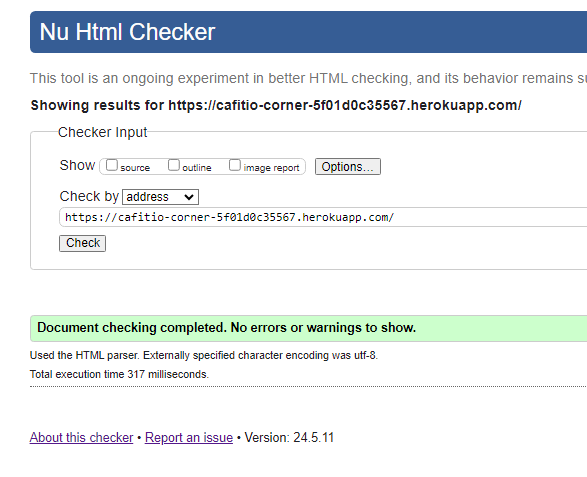 Nu Html Checker
This tool is an ongoing experiment in better HTML checking, and its behavior remains
Showing results for https://cafitio-corner-5f01d0c35567.herokuapp.com/
Checker Input
Show source outline image report Options...
Check by address
https://cafitio-corner-5f01d0c35567.herokuapp.com/
Check
Document checking completed. No errors or warnings to show.
Used the HTML parser. Externally specified character encoding was utf-8.
Total execution time 317 milliseconds.
About this checker • Report an issue • Version: 24.5.11